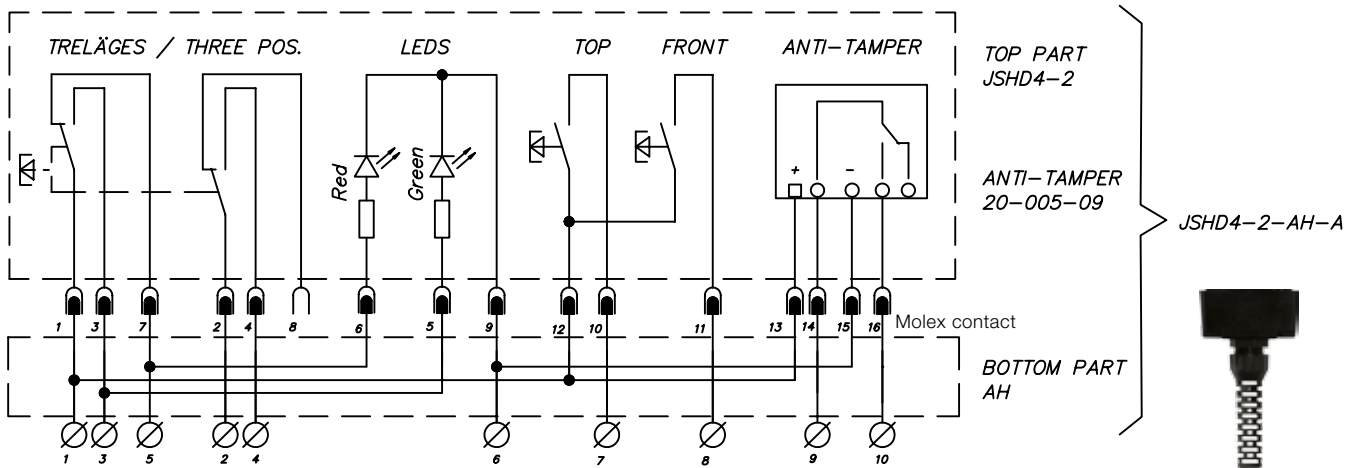 TRELÄGES / THREE POS.
LEDS
TOP
FRONT
ANTI-TAMPER
TOP PART
JSHD4-2
Red
Green
+
-
ANTI-TAMPER
20-005-09
JSHD4-2-AH-A
1 3 7 2 4 8 6 5 9 12 10 11 13 14 15 16
Molex contact
BOTTOM PART
AH
1 3 5 2 4 6 7 8 9 10